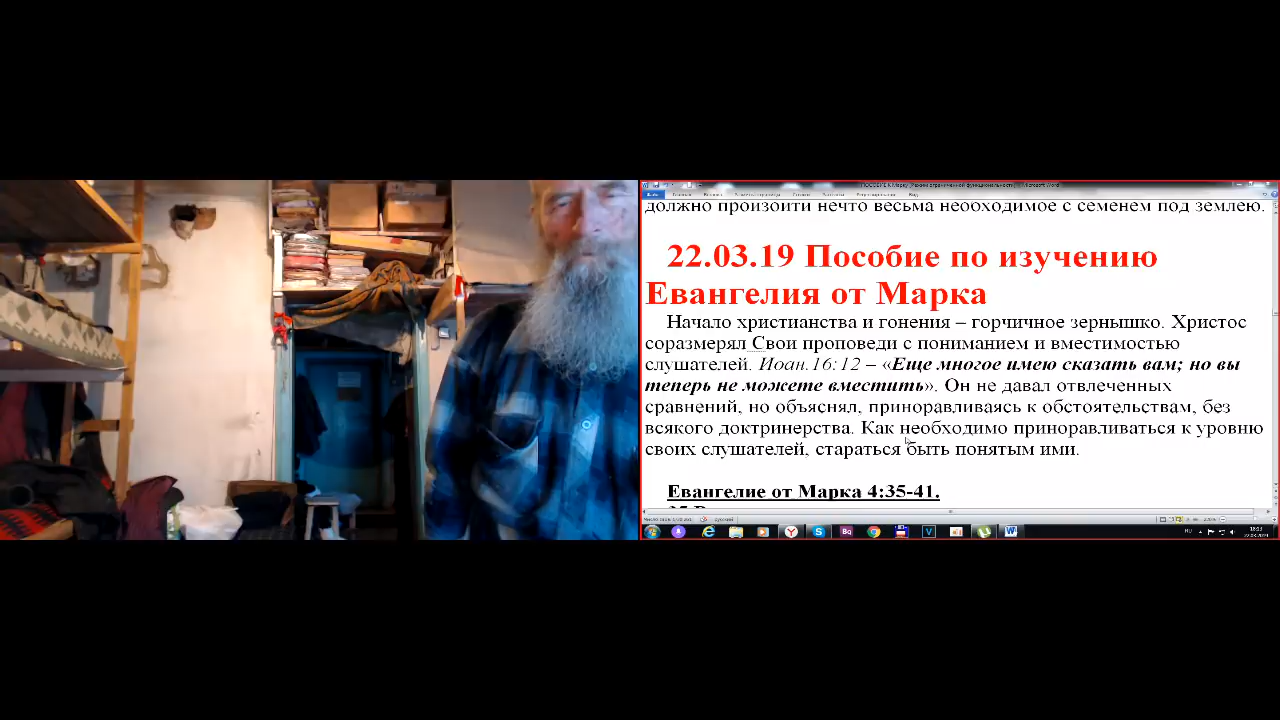 должно произойти нечто весьма необходимое с семенем под землею.
22.03.19 Пособие по изучению
Евангелия от Марка
Начало христианства и гонения – горчичное зернышко. Христос
соразмерял Свои проповеди с пониманием и вместимостью
слушателей. Иоан.16:12 – «Еще многое имею сказать вам; но вы
теперь не можете вместить». Он не давал отвлеченных
сравнений, но объяснял, приноравливаясь к обстоятельствам, без
всякого доктринерства. Как необходимо приноравливаться к уровню
своих слушателей, стараться быть понятым ими.
Евангелие от Марка 4:35-41.